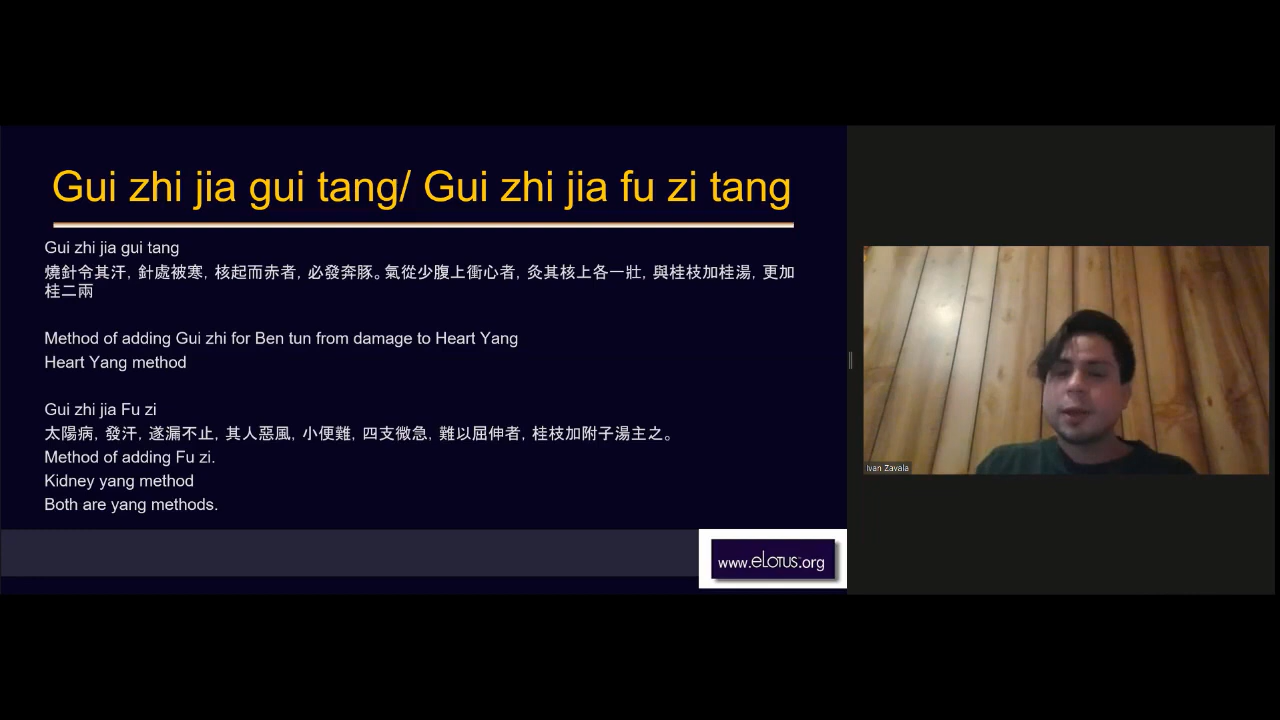 Gui zhi jia gui tang/ Gui zhi jia fu zi tang
Gui zhi jia gui tang
燒針令其汗, 針處被寒, 核起而赤者, 必發奔豚。氣從少腹上衝心者, 灸其核上各一壯, 與桂枝加桂湯, 更加
桂二兩
Method of adding Gui zhi for Ben tun from damage to Heart Yang
Heart Yang method
Gui zhi jia Fu zi
太陽病, 發汗, 遂漏不止, 其人惡風, 小便難, 四支微急, 難以屈伸者, 桂枝加附子湯主之。
Method of adding Fu zi.
Kidney yang method
Both are yang methods.
www.eLotus.org
Ivan Zavala